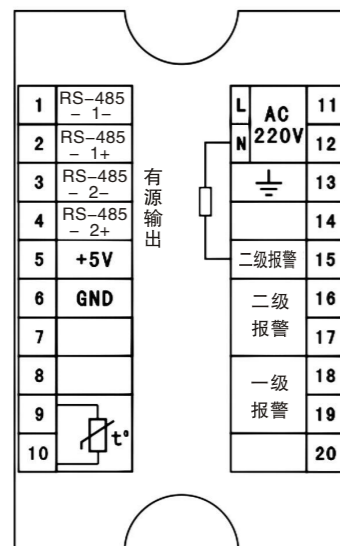 1 RS-485
- 1-
2 RS-485
- 1+
3 RS-485
- 2-
4 RS-485
- 2+
5 +5V
6 GND
7
8
9
10 t°
有源输出
L AC 11
N 220V 12
13
14
二级报警 15
二级 16
报警 17
一级 18
报警 19
20